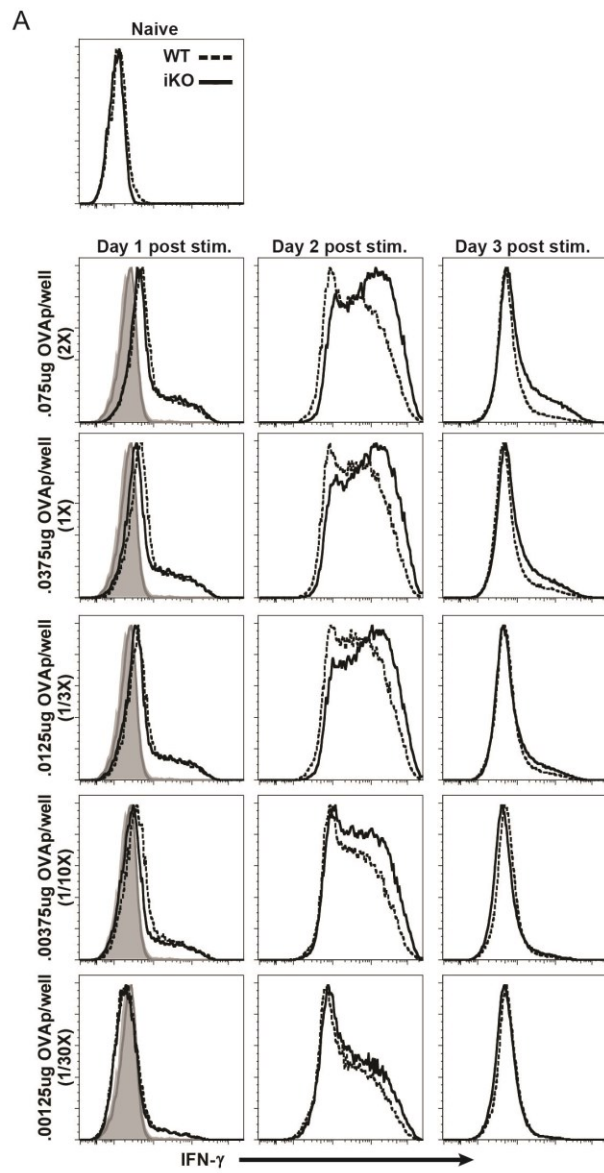 A
Naive
WT
iKO
Day 1 post stim.
Day 2 post stim.
Day 3 post stim.
.075ug OVAp/well
(2X)
.0375ug OVAp/well
(1X)
.0125ug OVAp/well
(1/3X)
.00375ug OVAp/well
(1/10X)
.00125ug OVAp/well
(1/30X)
IFN-γ